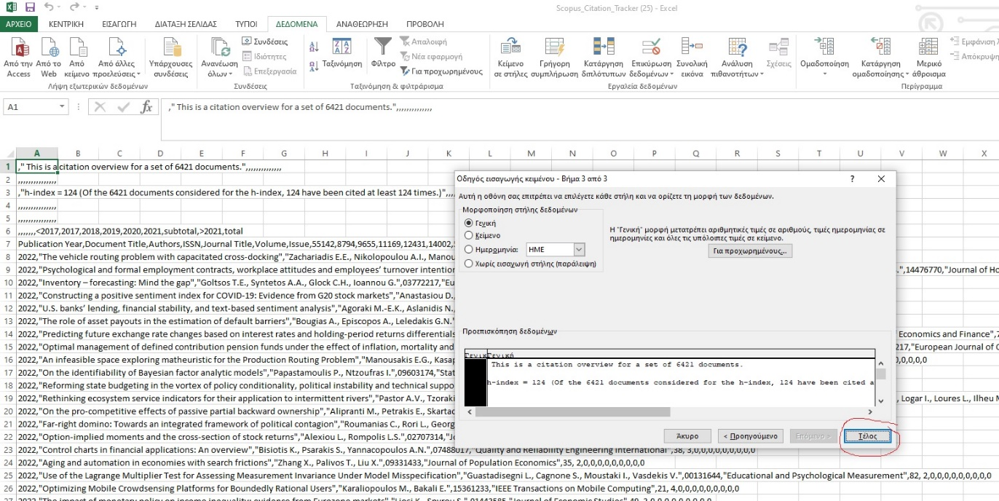 Scopus_Citation_Tracker (25) - Excel
ΑΡΧΕΙΟ ΚΕΝΤΡΙΚΗ ΕΙΣΑΓΩΓΗ ΔΙΑΤΑΞΗ ΣΕΛΙΔΑΣ ΤΥΠΟΙ ΔΕΔΟΜΕΝΑ ΑΝΑΘΕΩΡΗΣΗ ΠΡΟΒΟΛΗ
Από την Access
Από το Web
Από κείμενο
Από άλλες προελεύσεις
Υπάρχουσες συνδέσεις
Λήψη εξωτερικών δεδομένων
Ανανέωση όλων
Συνδέσεις
Ιδιότητες
Επεξεργασία
Συνδέσεις
Ταξινόμηση
Φίλτρο
Απαλοιφή
Νέα εφαρμογή
Για προχωρημένους
Ταξινόμηση & φιλτράρισμα
Κείμενο σε στήλες
Γρήγορη συμπλήρωση
Κατάργηση διπλότυπων
Επικύρωση δεδομένων
Συνολική εικόνα
Ανάλυση πιθανοτήτων
Σχέσεις
Εργαλεία δεδομένων
Ομαδοποίηση
Κατάργηση ομαδοποίησης
Μερικό άθροισμα
Εμφάνιση
Απόκρυψη
Περίγραμμα
A1
fx
," This is a citation overview for a set of 6421 documents.",,,,,,,,,,,,,,
A B C D E F G H I J K L M N O P Q R S T U V W X
1 ," This is a citation overview for a set of 6421 documents.",,,,,,,,,,,,,,
2 ,,,,,,,,,,,,,,,
3 ,"h-index = 124 (Of the 6421 documents considered for the h-index, 124 have been cited at least 124 times.)",,,,
4 ,,,,,,,,,,,,,,,
5 ,,,,,,,,,,,,,,,
6 ,,,,,,,<2017,2017,2018,2019,2020,2021,subtotal,>2021,total
7 Publication Year,Document Title,Authors,ISSN,Journal Title,Volume,Issue,55142,8794,9655,11169,12431,14002,
8 2022,"The vehicle routing problem with capacitated cross-docking","Zachariadis E.E., Nikolopoulou A.I., Manou
9 2022,"Psychological and formal employment contracts, workplace attitudes and employees’ turnover intention .",14476770,"Journal of Ho
10 2022,"Inventory – forecasting: Mind the gap","Goltsos T.E., Syntetos A.A., Glock C.H., Ioannou G.",03772217,"Eu
11 2022,"Constructing a positive sentiment index for COVID-19: Evidence from G20 stock markets","Anastasiou D.,
12 2022,"U.S. banks’ lending, financial stability, and text-based sentiment analysis","Agoraki M.-E.K., Aslanidis N.,
13 2022,"The role of asset payouts in the estimation of default barriers","Bougias A., Episcopos A., Leledakis G.N."
14 2022,"Predicting future exchange rate changes based on interest rates and holding-period returns differentials Economics and Finance",7
15 2022,"Optimal management of defined contribution pension funds under the effect of inflation, mortality and 217,"European Journal of O
16 2022,"An infeasible space exploring matheuristic for the Production Routing Problem","Manousakis E.G., Kasap 0,0,0,0
17 2022,"On the identifiability of Bayesian factor analytic models","Papastamoulis P., Ntzoufras I.",09603174,"Stat
18 2022,"Reforming state budgeting in the vortex of policy conditionality, political instability and technical suppo
19 2022,"Rethinking ecosystem service indicators for their application to intermittent rivers","Pastor A.V., Tzoraki , Logar I., Loures L., Ilheu M
20 2022,"On the pro-competitive effects of passive partial backward ownership","Alipranti M., Petrakis E., Skartad
21 2022,"Far-right domino: Towards an integrated framework of political contagion","Roumanias C., Rori L., Georg
22 2022,"Option-implied moments and the cross-section of stock returns","Alexiou L., Rompolis L.S.",02707314,"Jo
23 2022,"Control charts in financial applications: An overview","Bisiotis K., Psarakis S., Yannacopoulos A.N.",07488017,"Quality and Reliability Engineering International",38, 3,0,0,0,0,0,0,0,0,0
24 2022,"Aging and automation in economies with search frictions","Zhang X., Palivos T., Liu X.",09331433,"Journal of Population Economics",35, 2,0,0,0,0,0,0,0,0,0
25 2022,"Use of the Lagrange Multiplier Test for Assessing Measurement Invariance Under Model Misspecification","Guastadisegni L., Cagnone S., Moustaki I., Vasdekis V.",00131644,"Educational and Psychological Measurement",82, 2,0,0,0,0,0,0,0,0,0
26 2022,"Optimizing Mobile Crowdsensing Platforms for Boundedly Rational Users","Karaliopoulos M., Bakali E.",15361233,"IEEE Transactions on Mobile Computing",21, 4,0,0,0,0,0,0,0,0,0
Οδηγός εισαγωγής κειμένου - Βήμα 3 από 3
Αυτή η οθόνη σας επιτρέπει να επιλέγετε κάθε στήλη και να ορίζετε τη μορφή των δεδομένων.
Μορφοποίηση στήλης δεδομένων
Γενική
Κείμενο
Ημερομηνία: ΗΜΕ
Χωρίς εισαγωγή στήλης (παράλειψη)
Η "Γενική" μορφή μετατρέπει αριθμητικές τιμές σε αριθμούς, τιμές ημερομηνίας σε
ημερομηνίες και όλες τις υπόλοιπες τιμές σε κείμενο.
Για προχωρημένους...
Προεπισκόπηση δεδομένων
Γενικ Γενική
This is a citation overview for a set of 6421 documents.
h-index = 124 (Of the 6421 documents considered for the h-index, 124 have been cited a
Άκυρο
< Προηγούμενο
Επόμενο >
Τέλος